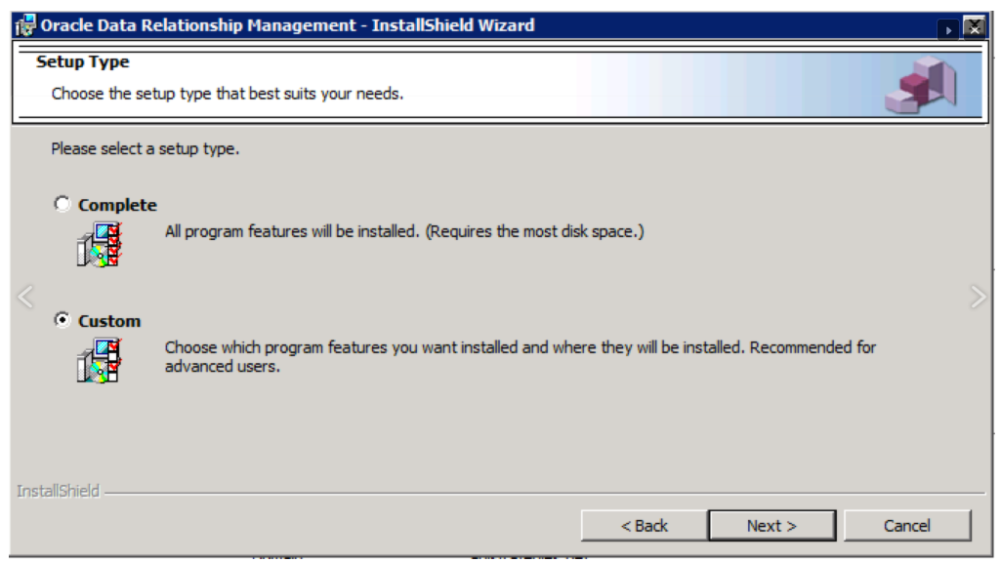 Oracle Data Relationship Management - InstallShield Wizard
Setup Type
Choose the setup type that best suits your needs.
Please select a setup type.
Complete
All program features will be installed. (Requires the most disk space.)
Custom
Choose which program features you want installed and where they will be installed. Recommended for
advanced users.
InstallShield
< Back
Next >
Cancel